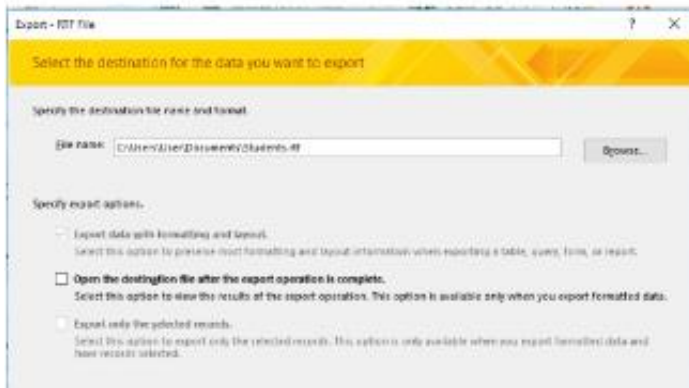 Export - RTF File
Select the destination for the data you want to export
Specify the destination file name and format.
File name:
C:\Users\User\Documents\Students.rtf
Browse...
Specify export options.
Export data with formatting and layout.
Select this option to preserve most formatting and layout information when exporting a table, query, form, or report.
Open the destination file after the export operation is complete.
Select this option to view the results of the export operation. This option is available only when you export formatted data.
Export only the selected records.
Select this option to export only the selected records. This option is only available when you export formatted data and
have records selected.